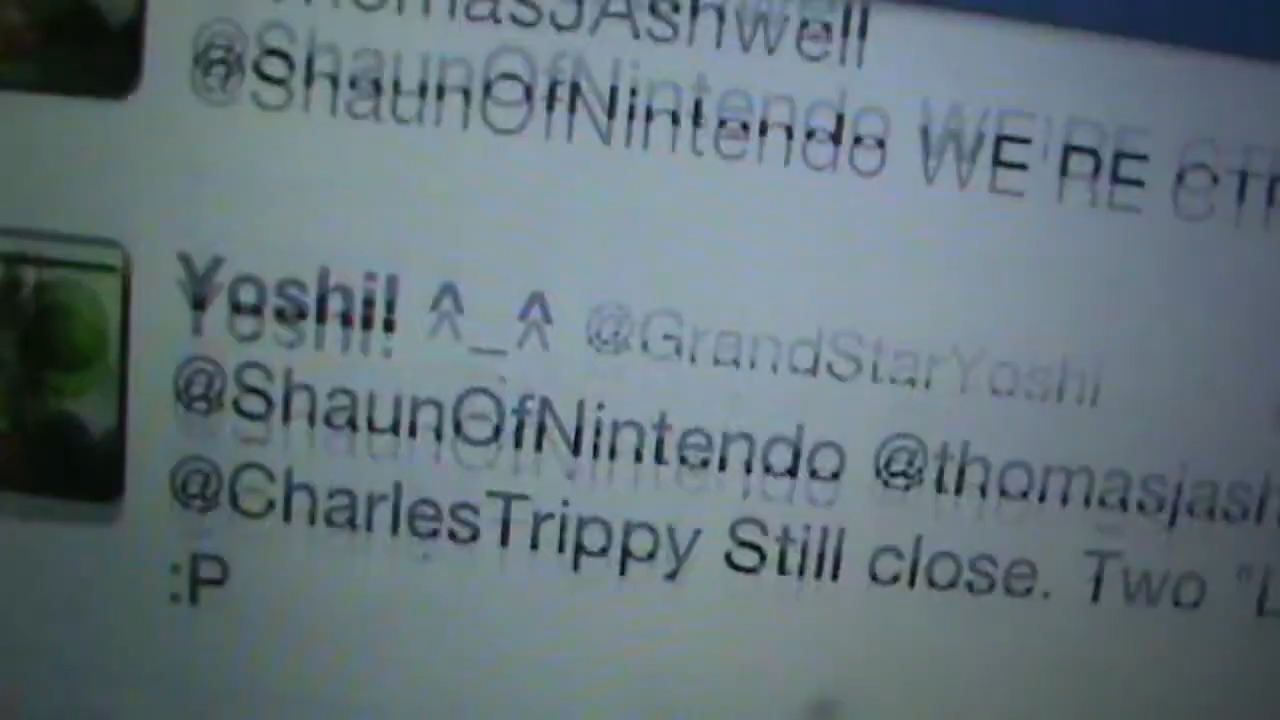 @ShaunOfNintendo WE'RE
Yoshi! ^_^ @GrandStarYoshi
@ShaunOfNintendo @thomasjash
@CharlesTrippy Still close. Two
:P